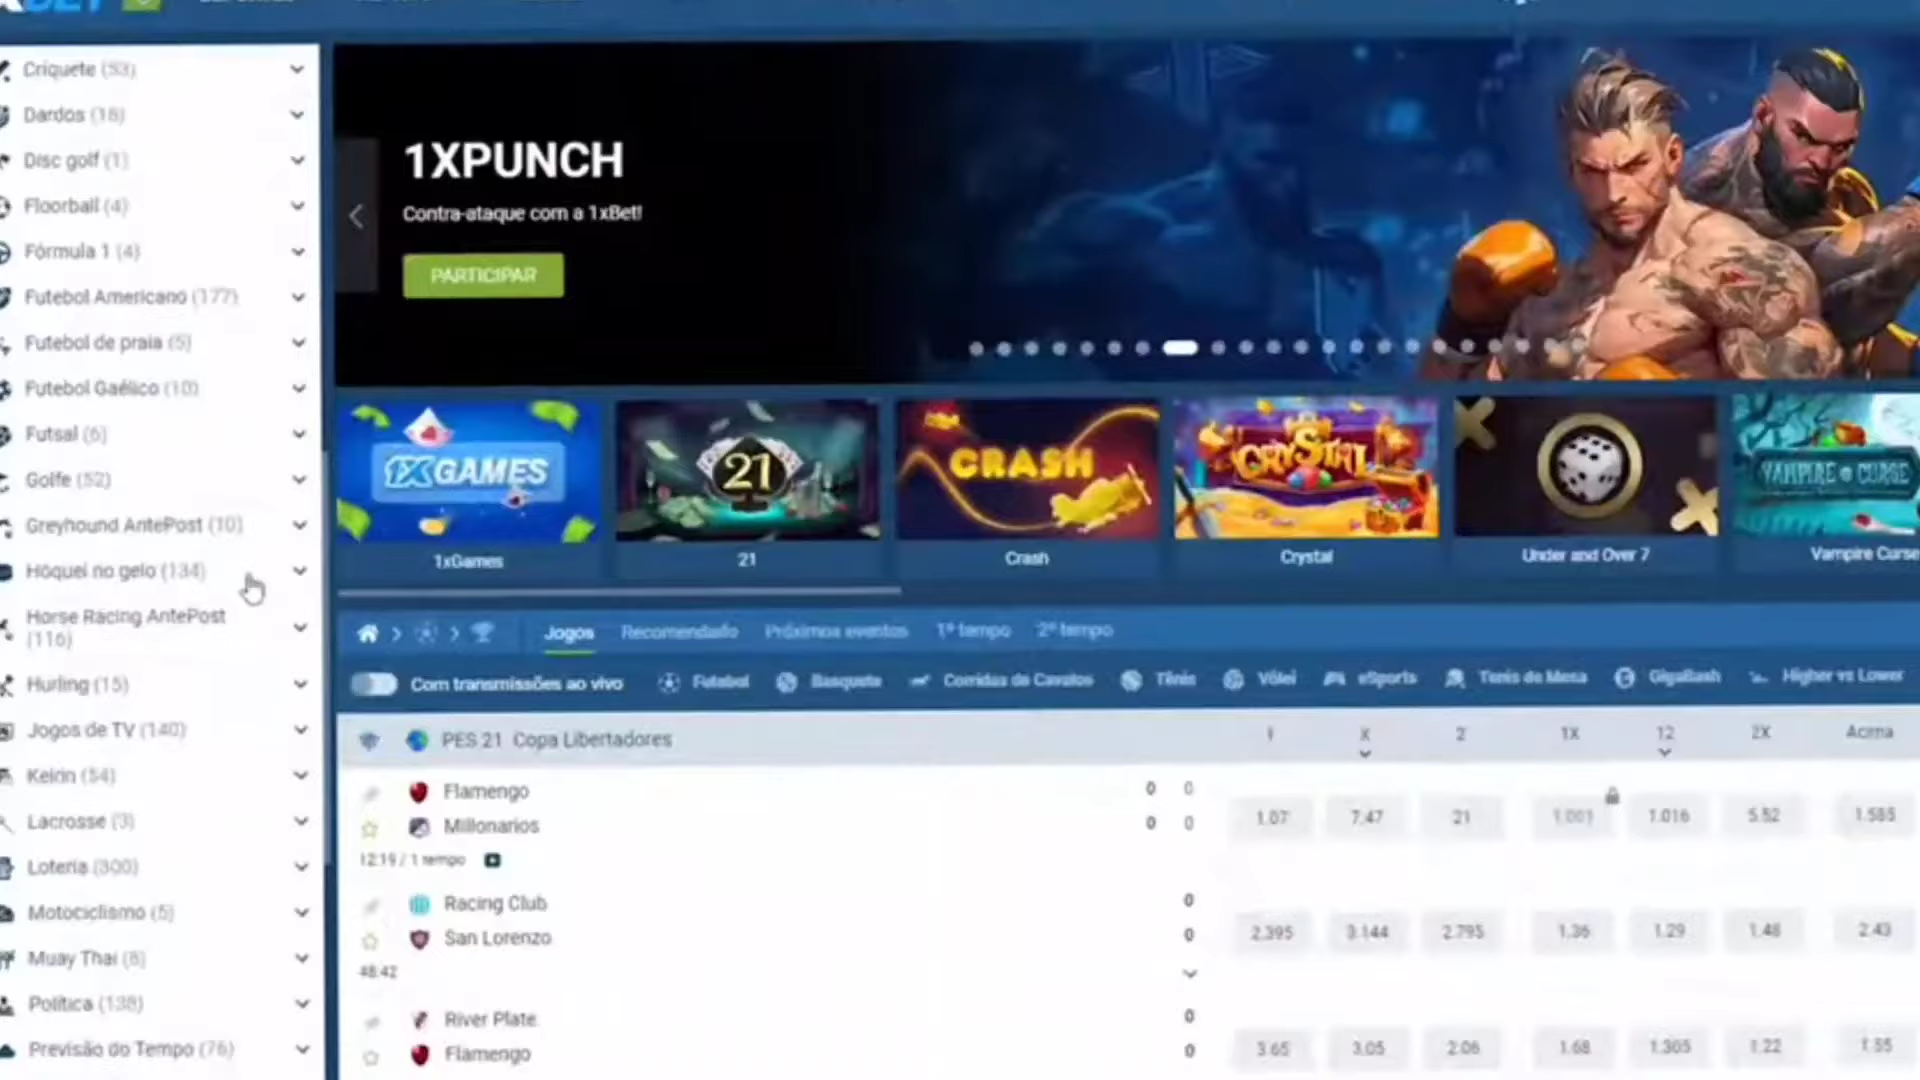 Críquete (53)
Dardos (18)
Disc golf (1)
Floorball (4)
Fórmula 1 (4)
Futebol Americano (177)
Futebol de praia (5)
Futebol Gaélico (10)
Futsal (6)
Golfe (52)
Greyhound AntePost (10)
Hóquei no gelo (134)
Horse Racing AntePost
(116)
Hurling (15)
Jogos de TV (140)
Keirin (54)
Lacrosse (3)
Loteria (300)
Motociclismo (5)
Muay Thai (6)
Política (138)
Previsão do Tempo (76)
1XPUNCH
Contra-ataque com a 1xBet!
PARTICIPAR
1XGAMES
21
CRASH
CRYSTAL
VAMPIRE CURSE
1xGames
21
Crash
Crystal
Under and Over 7
Vampire Curse
Jogos Recomendado Próximos eventos 1º tempo 2º tempo
Com transmissões ao vivo Futebol Basquete Corridas de Cavalos Tênis Vôlei eSports Tenis de Mesa GigaBash Higher vs Lower
PES 21 Copa Libertadores 1 X 2 1X 12 2X Acima
Flamengo 0 0
Millonarios 0 0
1.07 7.47 21 1.001 1.016 5.52 1.585
12:19 / 1 tempo
Racing Club 0
San Lorenzo 0
2.395 3.144 2.795 1.36 1.29 1.48 2.43
48:42
River Plate 0
Flamengo 0
3.65 3.05 2.06 1.68 1.305 1.22 1.55